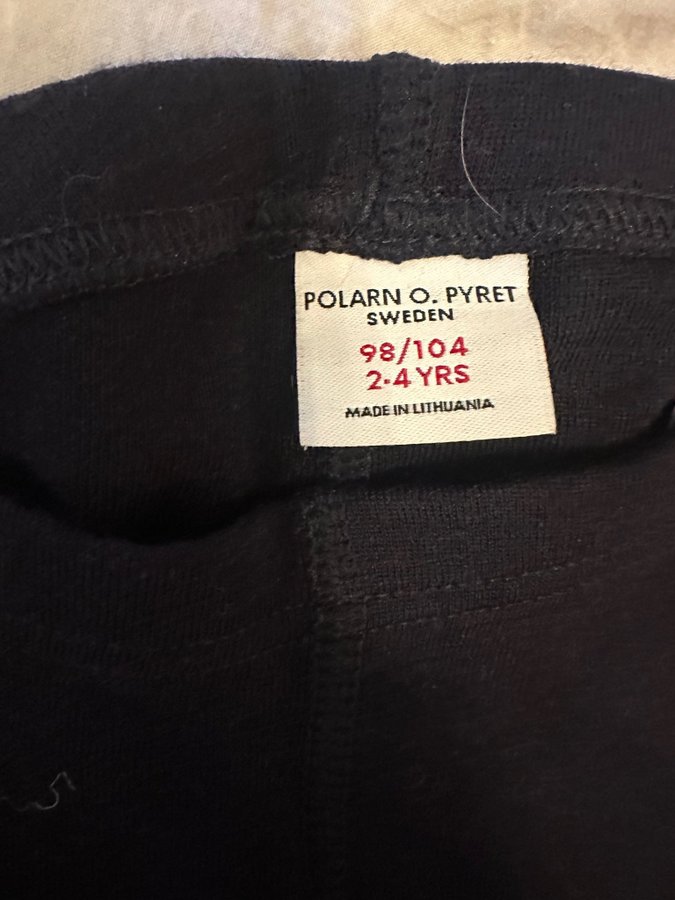 POLARN O. PYRET
SWEDEN
98/104
2-4 YRS
MADE IN LITHUANIA